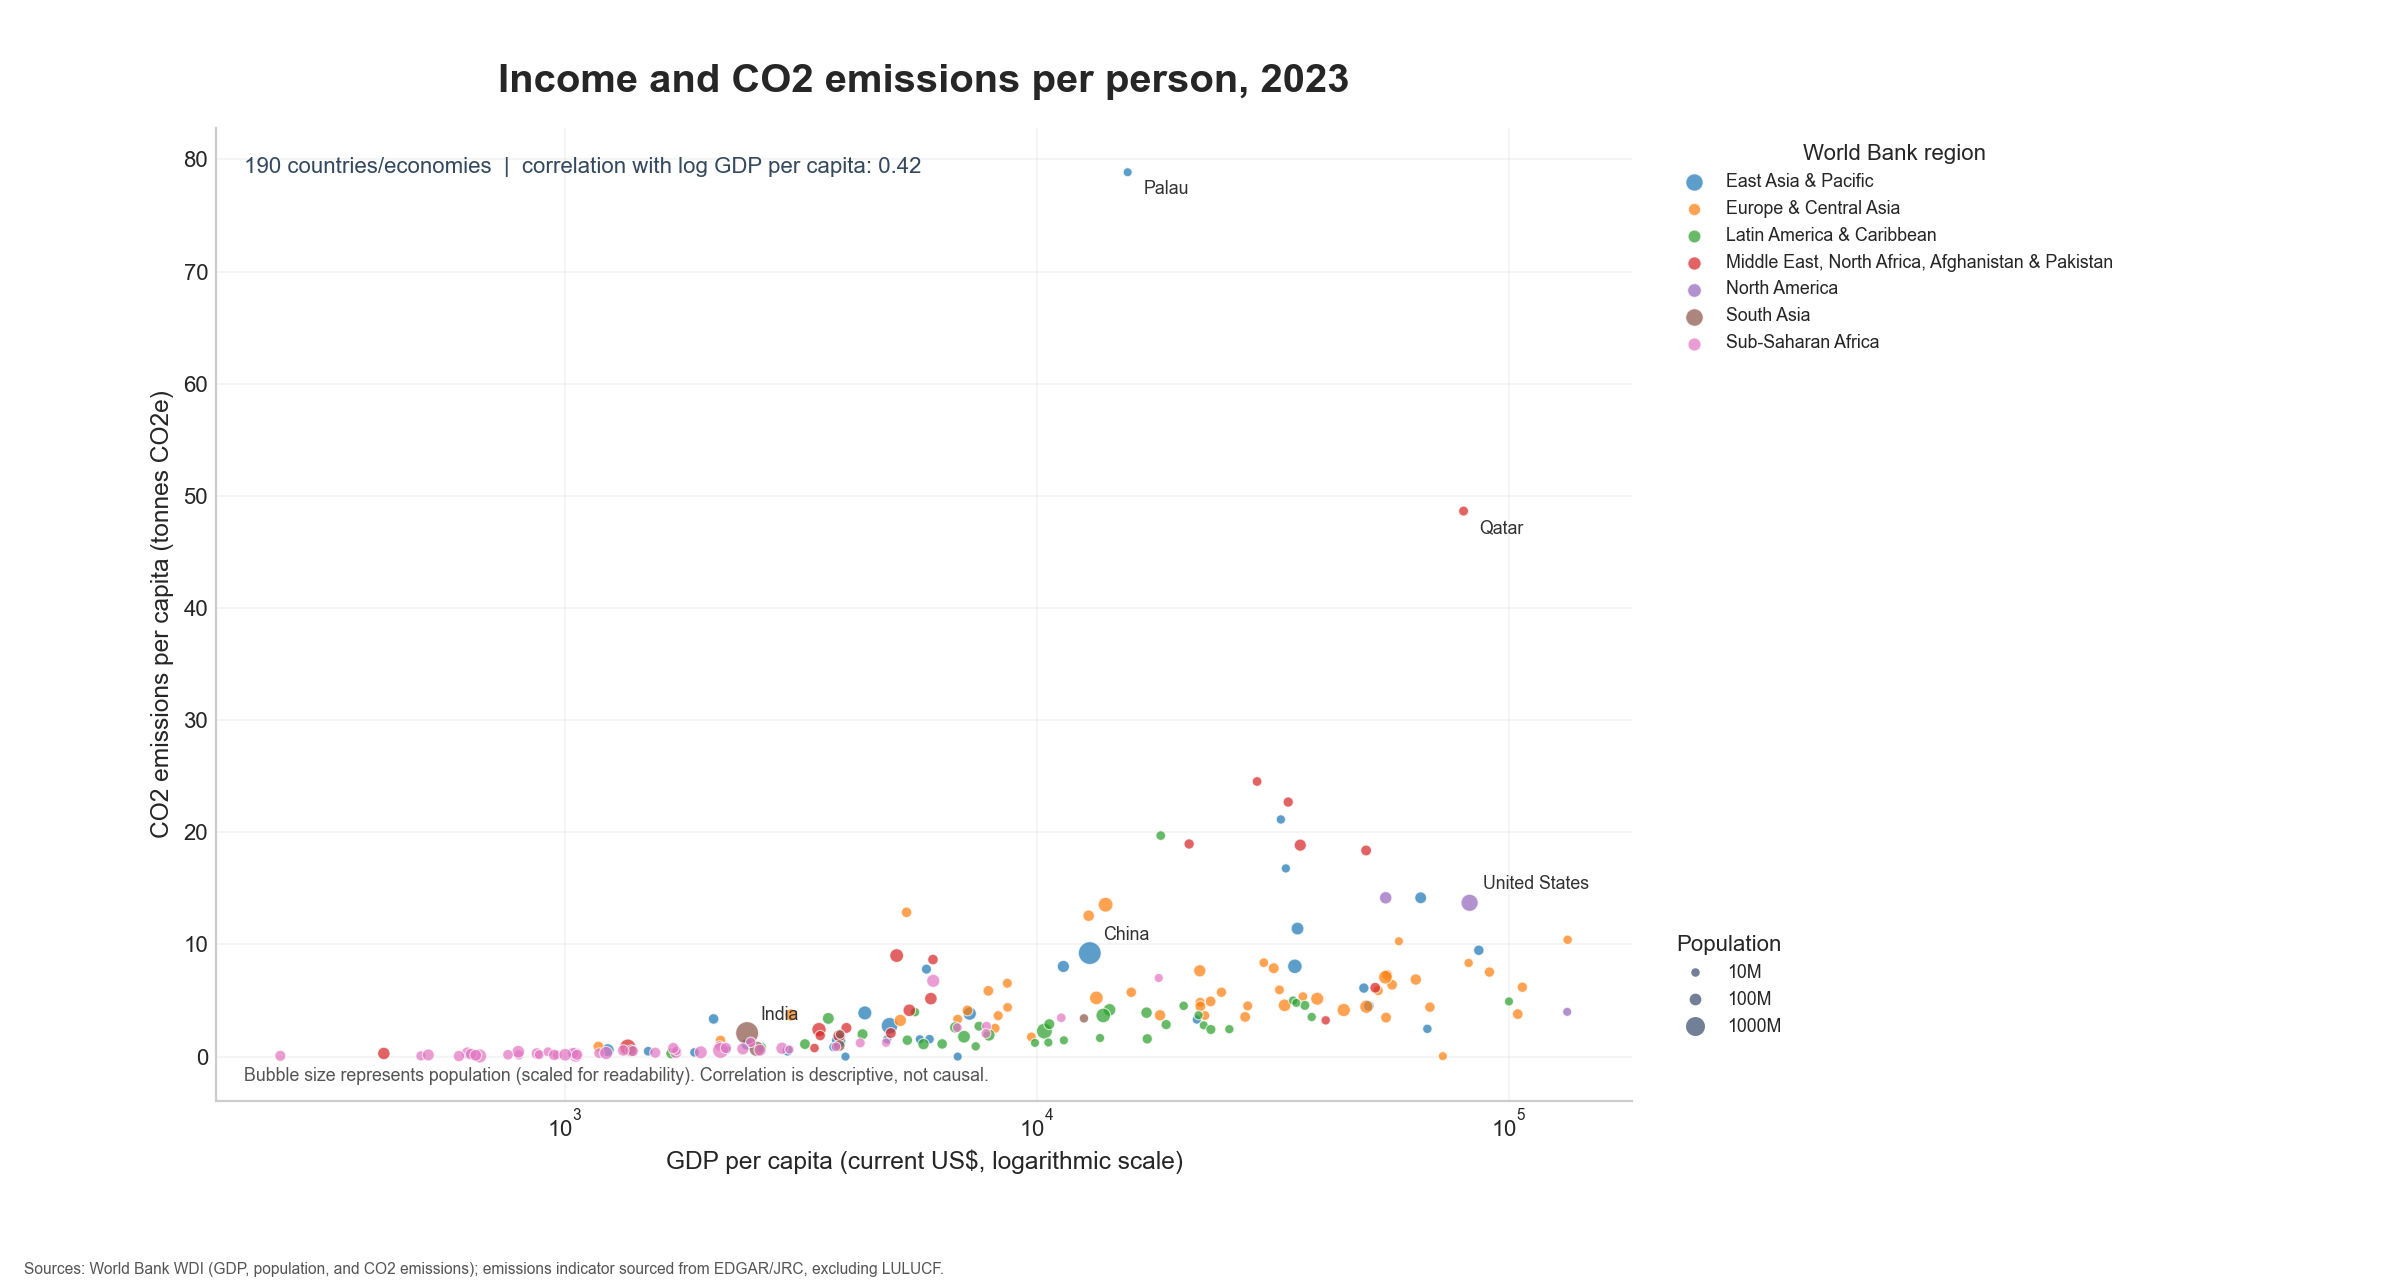 Income and CO2 emissions per person, 2023
190 countries/economies | correlation with log GDP per capita: 0.42
CO2 emissions per capita (tonnes CO2e)
80
70
60
50
40
30
20
10
0
Palau
Qatar
United States
China
India
Bubble size represents population (scaled for readability). Correlation is descriptive, not causal.
10^3
10^4
10^5
GDP per capita (current US$, logarithmic scale)
World Bank region
East Asia & Pacific
Europe & Central Asia
Latin America & Caribbean
Middle East, North Africa, Afghanistan & Pakistan
North America
South Asia
Sub-Saharan Africa
Population
10M
100M
1000M
Sources: World Bank WDI (GDP, population, and CO2 emissions); emissions indicator sourced from EDGAR/JRC, excluding LULUCF.